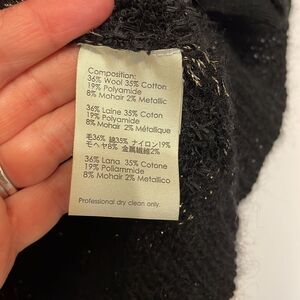 Composition:
36% Wool 35% Cotton
19% Polyamide
8% Mohair 2% Metallic
36% Laine 35% Cotone
19% Polyamide
8% Mohair 2% Métallique
毛36% 綿35% ナイロン19%
モヘヤ8% 金属繊維2%
36% Lana 35% Cotone
19% Poliammide
8% Mohair 2% Metallico
Professional dry clean only.